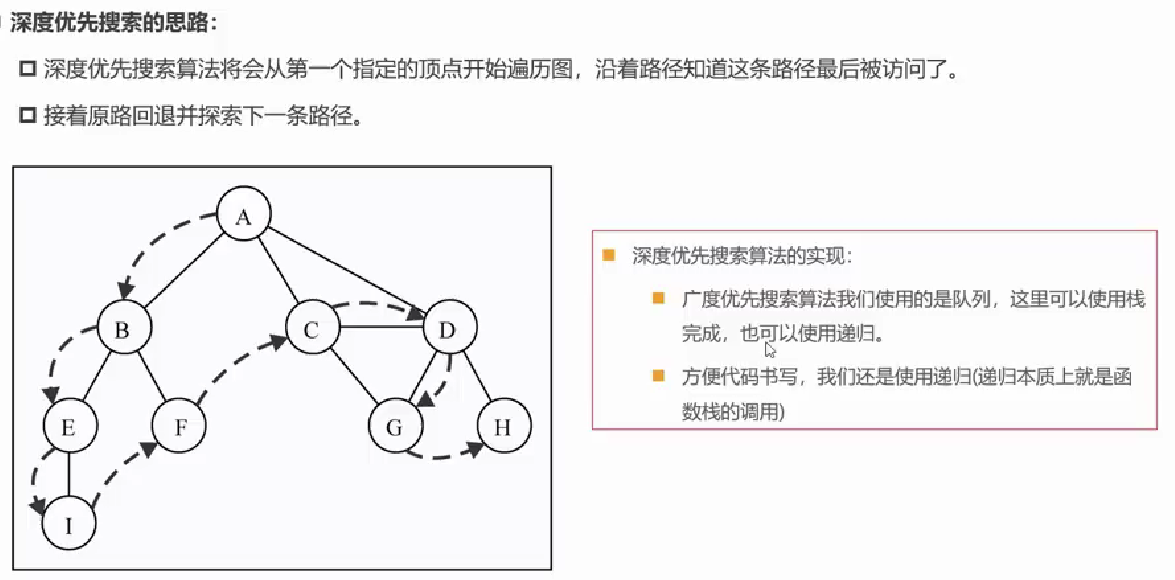 深度优先搜索的思路：
深度优先搜索算法将会从第一个指定的顶点开始遍历图，沿着路径知道这条路径最后被访问了。
接着原路回退并探索下一条路径。
A
B
C
D
E
F
G
H
I
深度优先搜索算法的实现：
广度优先搜索算法我们使用的是队列，这里可以使用栈
完成，也可以使用递归。
方便代码书写，我们还是使用递归(递归本质上就是函
数栈的调用)